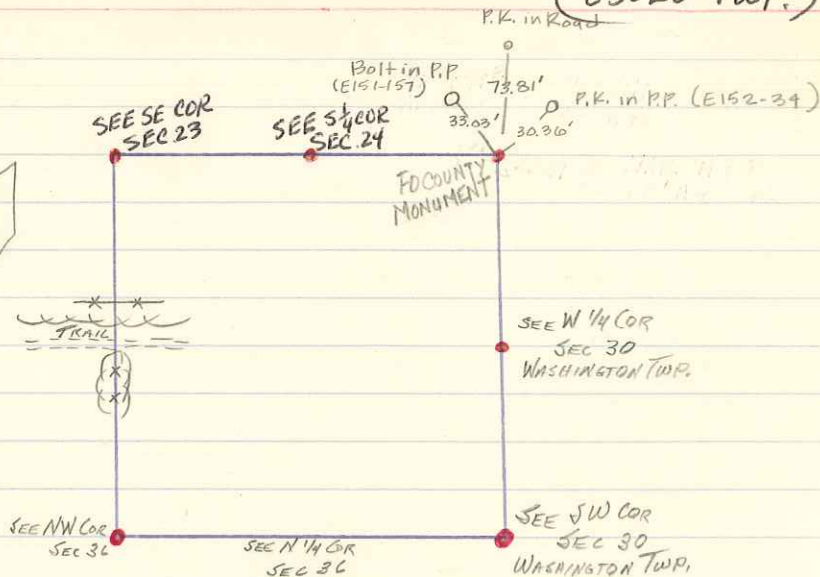 P.K. in Road
Bolt in P.P.
(E151-157)
73.81'
P.K. in P.P. (E152-34)
33.03'
30.36'
SEE SE COR
SEC 23
SEE S 1/4 COR
SEC. 24
FD COUNTY
MONUMENT
TRAIL
SEE W 1/4 COR
SEC 30
WASHINGTON TWP.
SEE NW COR
SEC 36
SEE N 1/4 COR
SEC 36
SEE SW COR
SEC 30
WASHINGTON TWP.